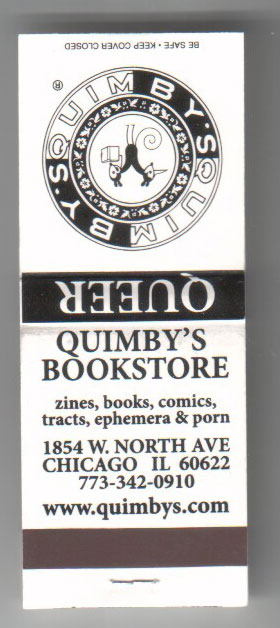 BE SAFE • KEEP COVER CLOSED
QUIMBY·SQUIMBY·S
®
QUEER
QUIMBY'S
BOOKSTORE
zines, books, comics,
tracts, ephemera & porn
1854 W. NORTH AVE
CHICAGO IL 60622
773-342-0910
www.quimbys.com